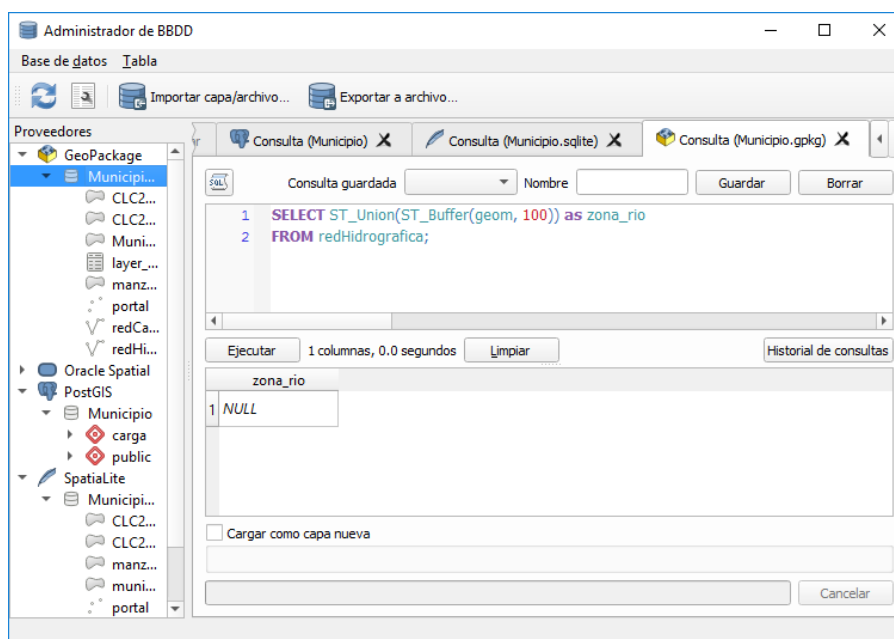 Administrador de BBDD
Base de datos Tabla
Importar capa/archivo... Exportar a archivo...
Proveedores
GeoPackage
Municipi...
CLC2...
CLC2...
Muni...
layer_...
manz...
portal
redCa...
redHi...
Oracle Spatial
PostGIS
Municipio
carga
public
SpatiaLite
Municipi...
CLC2...
CLC2...
manz...
muni...
portal
Consulta (Municipio) Consulta (Municipio.sqlite) Consulta (Municipio.gpkg)
SQL Consulta guardada Nombre Guardar Borrar
1 SELECT ST_Union(ST_Buffer(geom, 100)) as zona_rio
2 FROM redHidrografica;
Ejecutar 1 columnas, 0.0 segundos Limpiar Historial de consultas
zona_rio
1 NULL
Cargar como capa nueva
Cancelar